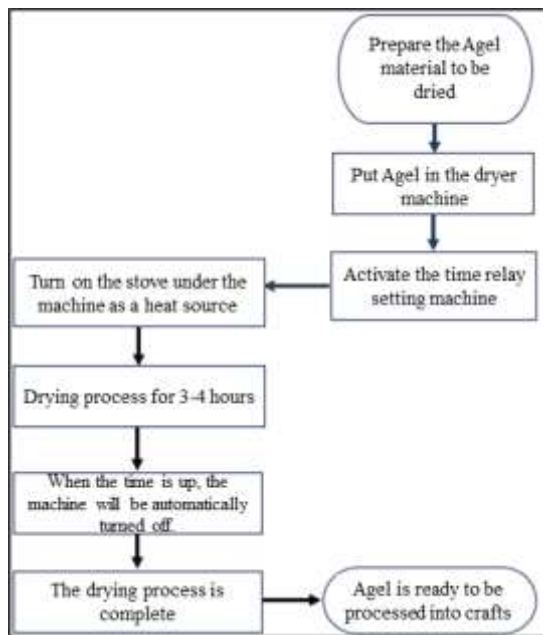 Prepare the Agel
material to be
dried
Put Agel in the dryer
machine
Activate the time relay
setting machine
Turn on the stove under the
machine as a heat source
Drying process for 3-4 hours
When the time is up, the
machine will be automatically
turned off.
The drying process is
complete
Agel is ready to be
processed into crafts